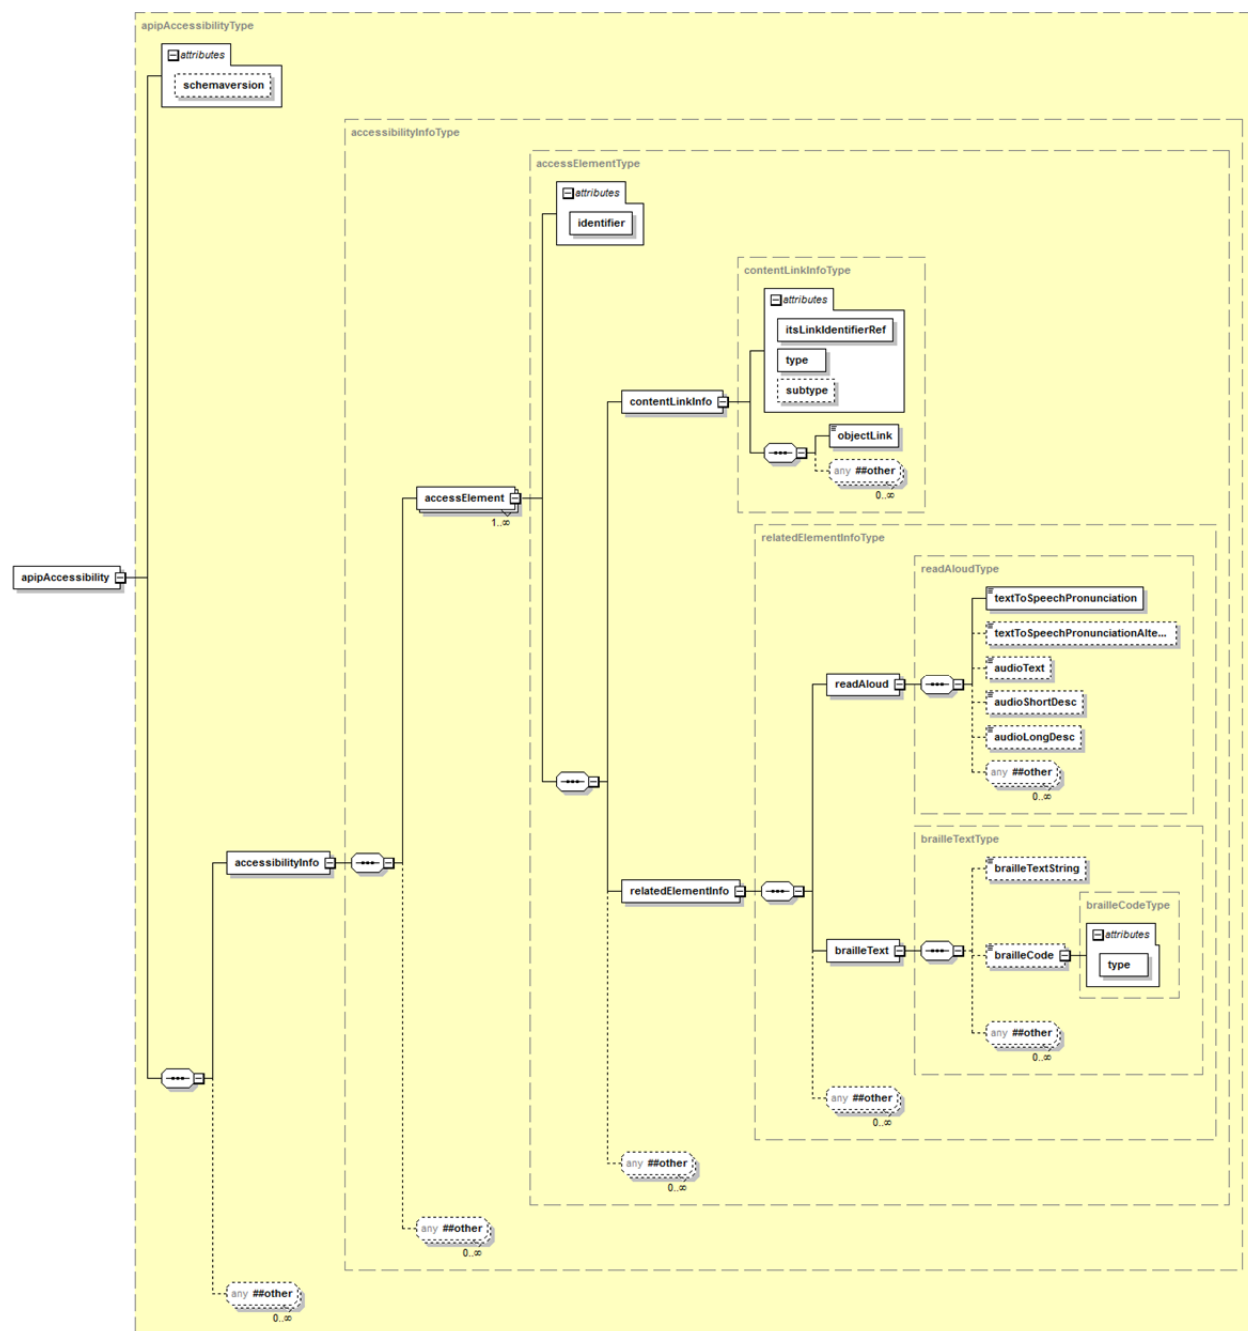 apipAccessibilityType
attributes
schemaversion
accessibilityInfoType
accessElementType
attributes
identifier
contentLinkInfoType
attributes
itsLinkIdentifierRef
type
subtype
contentLinkInfo
objectLink
any ##other
0..∞
accessElement
1..∞
relatedElementInfoType
readAloudType
apipAccessibility
textToSpeechPronunciation
textToSpeechPronunciationAlte...
audioText
readAloud
audioShortDesc
audioLongDesc
any ##other
0..∞
brailleTextType
accessibilityInfo
brailleTextString
relatedElementInfo
brailleCodeType
attributes
brailleText
brailleCode
type
any ##other
0..∞
any ##other
0..∞
any ##other
0..∞
any ##other
0..∞
any ##other
0..∞